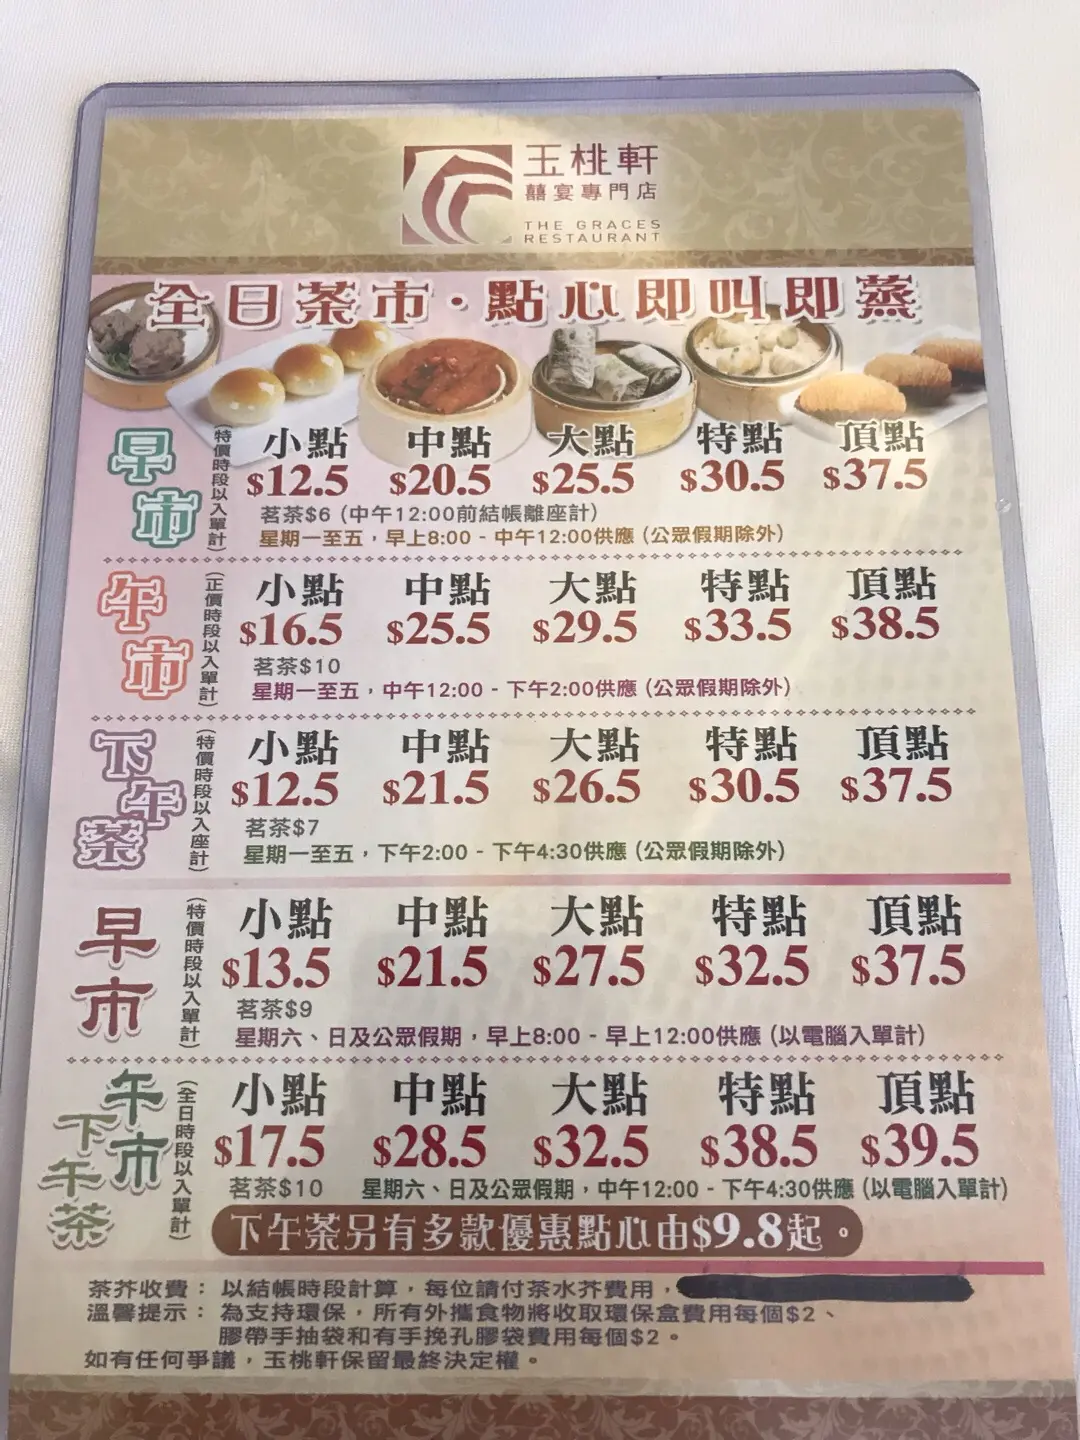 玉桃軒
囍宴專門店
THE GRACES
RESTAURANT
全日茶市·點心即叫即蒸
早市
(特價時段以入單計)
小點 中點 大點 特點 頂點
$12.5 $20.5 $25.5 $30.5 $37.5
茗茶$6 (中午12:00前結帳離座計)
星期一至五，早上8:00 - 中午12:00供應 (公眾假期除外)
午市
(正價時段以入單計)
小點 中點 大點 特點 頂點
$16.5 $25.5 $29.5 $33.5 $38.5
茗茶$10
星期一至五，中午12:00 - 下午2:00供應 (公眾假期除外)
下午茶
(特價時段以入座計)
小點 中點 大點 特點 頂點
$12.5 $21.5 $26.5 $30.5 $37.5
茗茶$7
星期一至五，下午2:00 - 下午4:30供應 (公眾假期除外)
早市
(特價時段以入單計)
小點 中點 大點 特點 頂點
$13.5 $21.5 $27.5 $32.5 $37.5
茗茶$9
星期六、日及公眾假期，早上8:00 - 早上12:00供應 (以電腦入單計)
午市
下午茶
(全日時段以入單計)
小點 中點 大點 特點 頂點
$17.5 $28.5 $32.5 $38.5 $39.5
茗茶$10 星期六、日及公眾假期，中午12:00 - 下午4:30供應 (以電腦入單計)
下午茶另有多款優惠點心由$9.8起。
茶芥收費： 以結帳時段計算，每位請付茶水芥費用，
溫馨提示： 為支持環保，所有外攜食物將收取環保盒費用每個$2、
膠帶手抽袋和有手挽孔膠袋費用每個$2。
如有任何爭議，玉桃軒保留最終決定權。